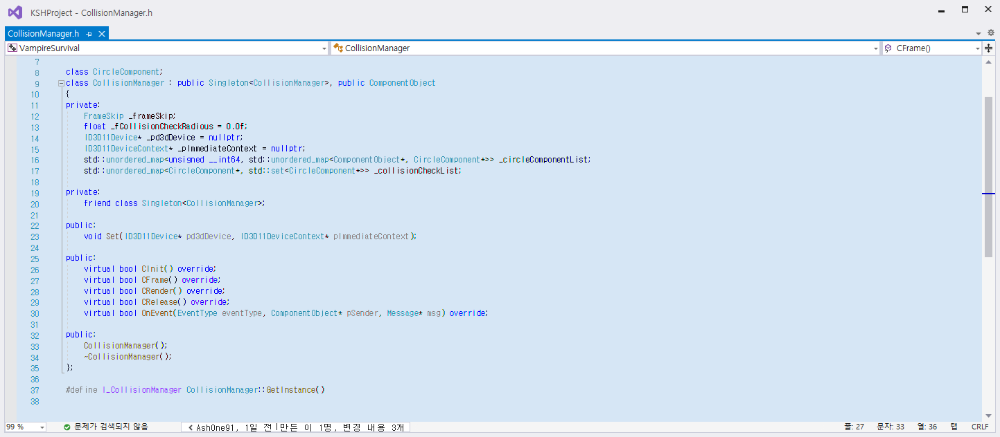 KSHProject - CollisionManager.h
CollisionManager.h
VampireSurvival CollisionManager CFrame()
7
8 class CircleComponent;
9 class CollisionManager : public Singleton<CollisionManager>, public ComponentObject
10 {
11 private:
12 FrameSkip _frameSkip;
13 float _fCollisionCheckRadious = 0.0f;
14 ID3D11Device* _pd3dDevice = nullptr;
15 ID3D11DeviceContext* _pImmediateContext = nullptr;
16 std::unordered_map<unsigned __int64, std::unordered_map<ComponentObject*, CircleComponent*>> _circleComponentList;
17 std::unordered_map<CircleComponent*, std::set<CircleComponent*>> _collisionCheckList;
18
19 private:
20 friend class Singleton<CollisionManager>;
21
22 public:
23 void Set(ID3D11Device* pd3dDevice, ID3D11DeviceContext* pImmediateContext);
24
25 public:
26 virtual bool CInit() override;
27 virtual bool CFrame() override;
28 virtual bool CRender() override;
29 virtual bool CRelease() override;
30 virtual bool OnEvent(EventType eventType, ComponentObject* pSender, Message* msg) override;
31
32 public:
33 CollisionManager();
34 ~CollisionManager();
35 };
36
37 #define I_CollisionManager CollisionManager::GetInstance()
38
99 % 문제가 검색되지 않음 AshOne91, 1일 전 | 만든 이 1명, 변경 내용 3개 줄: 27 문자: 33 열: 36 탭 CRLF